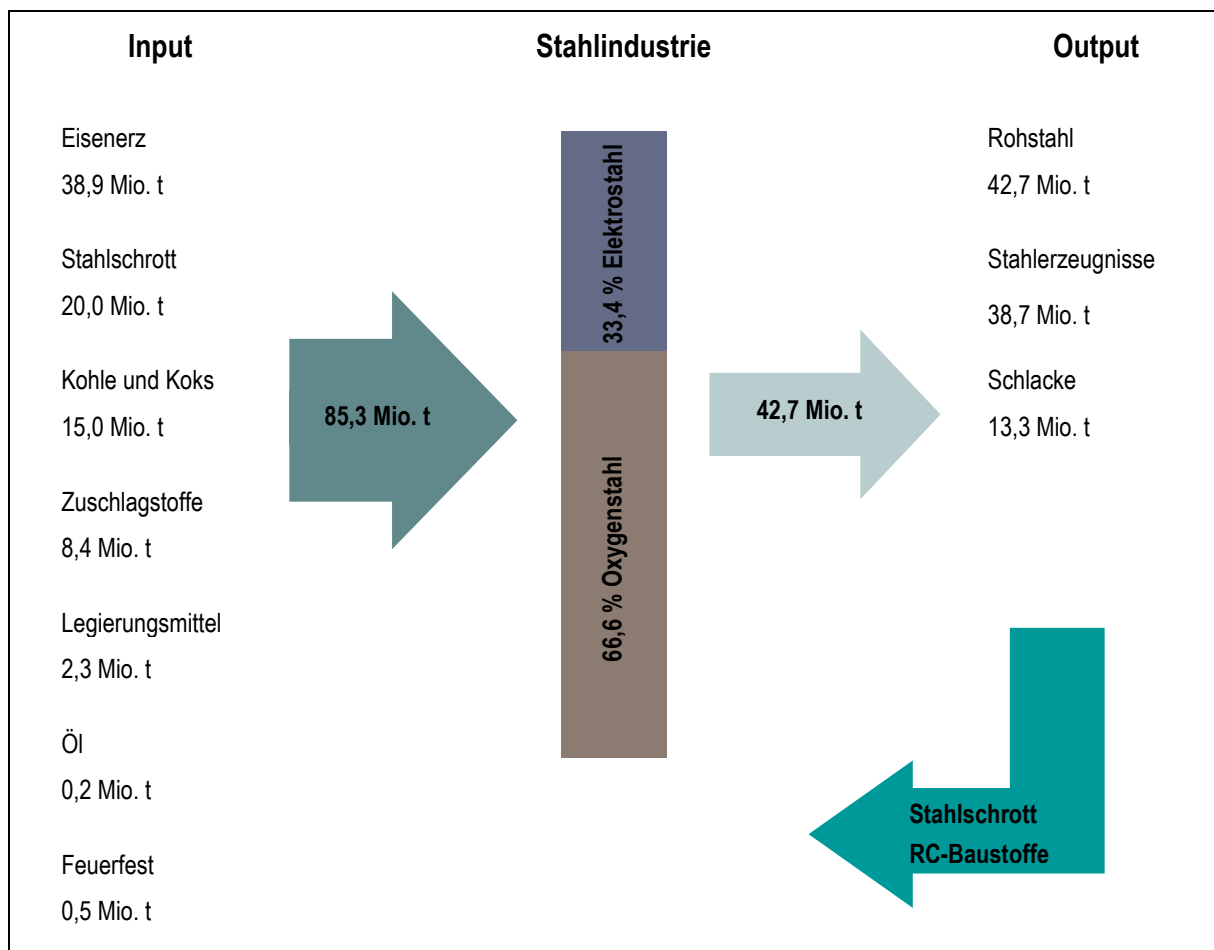 Input
Stahlindustrie
Output
Eisenerz
38,9 Mio. t
Stahlschrott
20,0 Mio. t
Kohle und Koks
15,0 Mio. t
Zuschlagstoffe
8,4 Mio. t
Legierungsmittel
2,3 Mio. t
Öl
0,2 Mio. t
Feuerfest
0,5 Mio. t
85,3 Mio. t
33,4 % Elektrostahl
66,6 % Oxygenstahl
42,7 Mio. t
Rohstahl
42,7 Mio. t
Stahlerzeugnisse
38,7 Mio. t
Schlacke
13,3 Mio. t
Stahlschrott
RC-Baustoffe